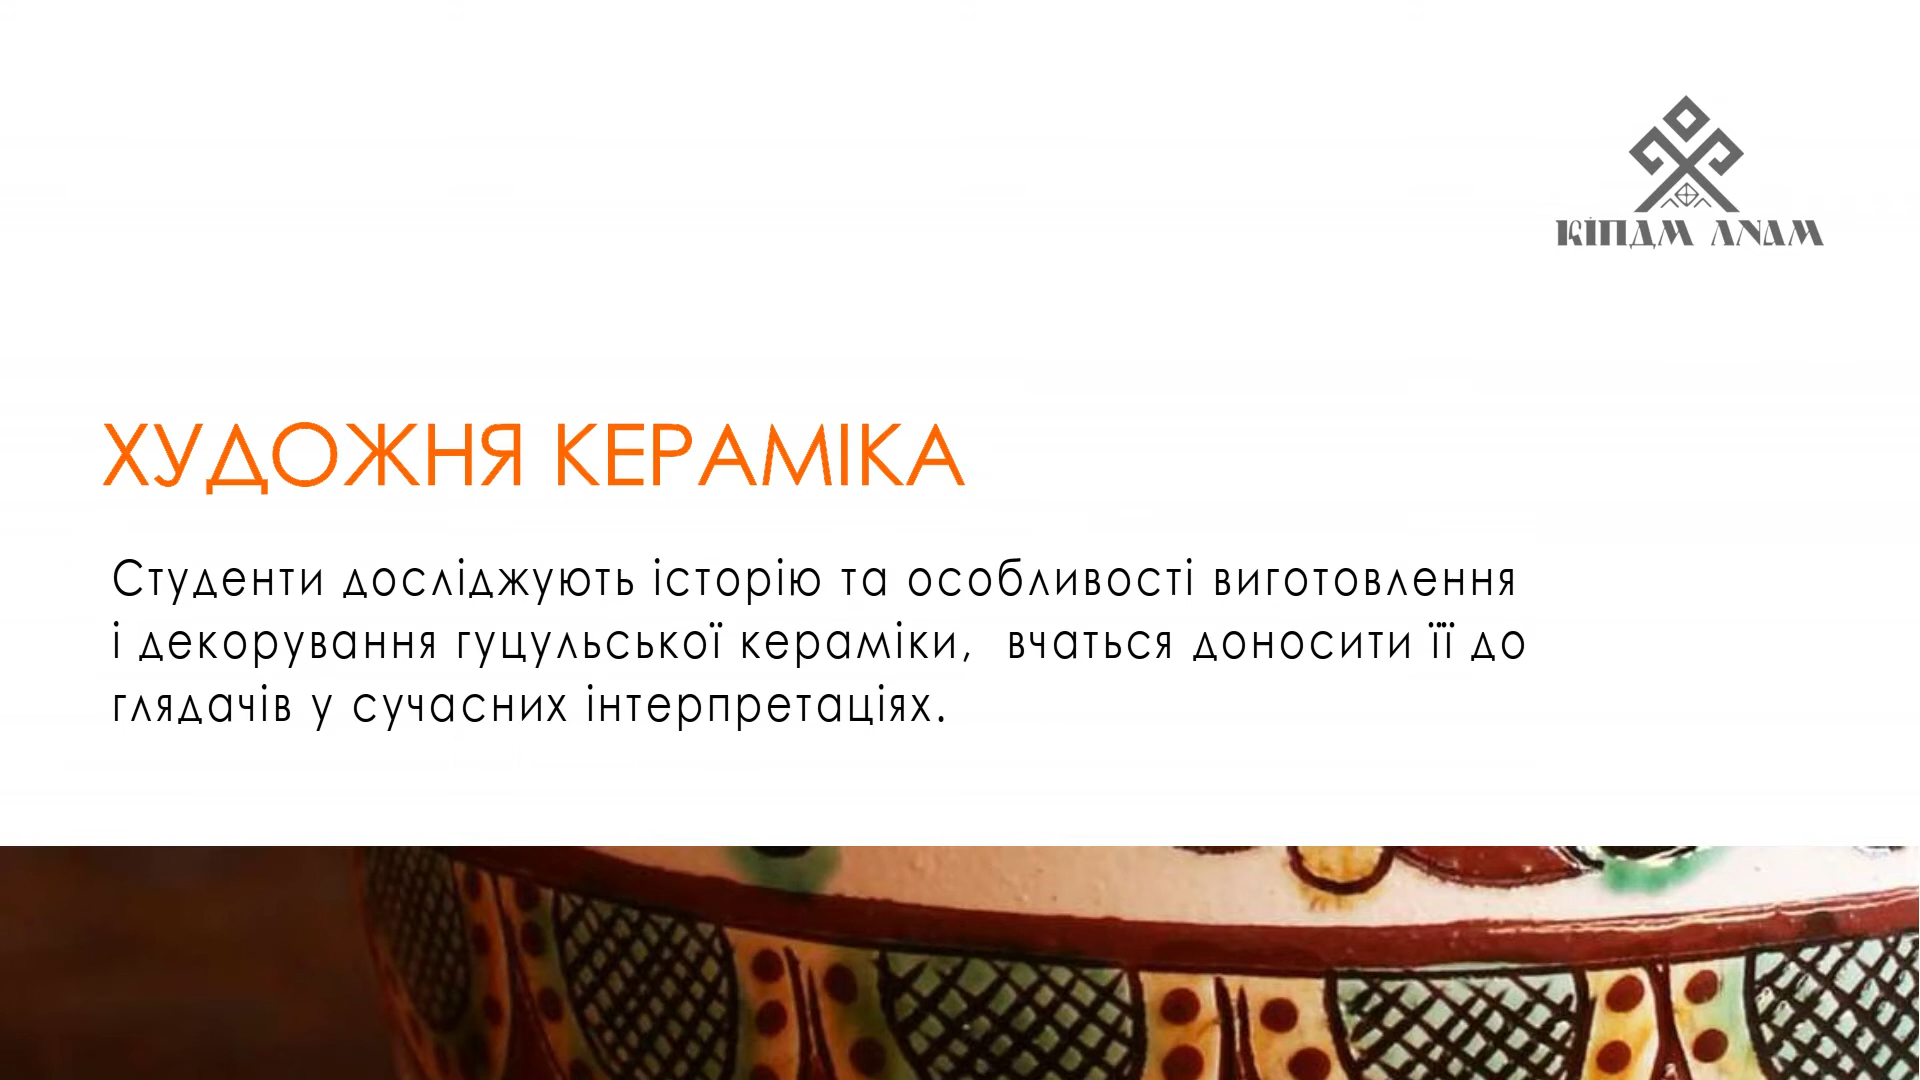 КІПДМ ЛNАМ
ХУДОЖНЯ КЕРАМІКА
Студенти досліджують історію та особливості виготовлення
і декорування гуцульської кераміки, вчаться доносити її до
глядачів у сучасних інтерпретаціях.